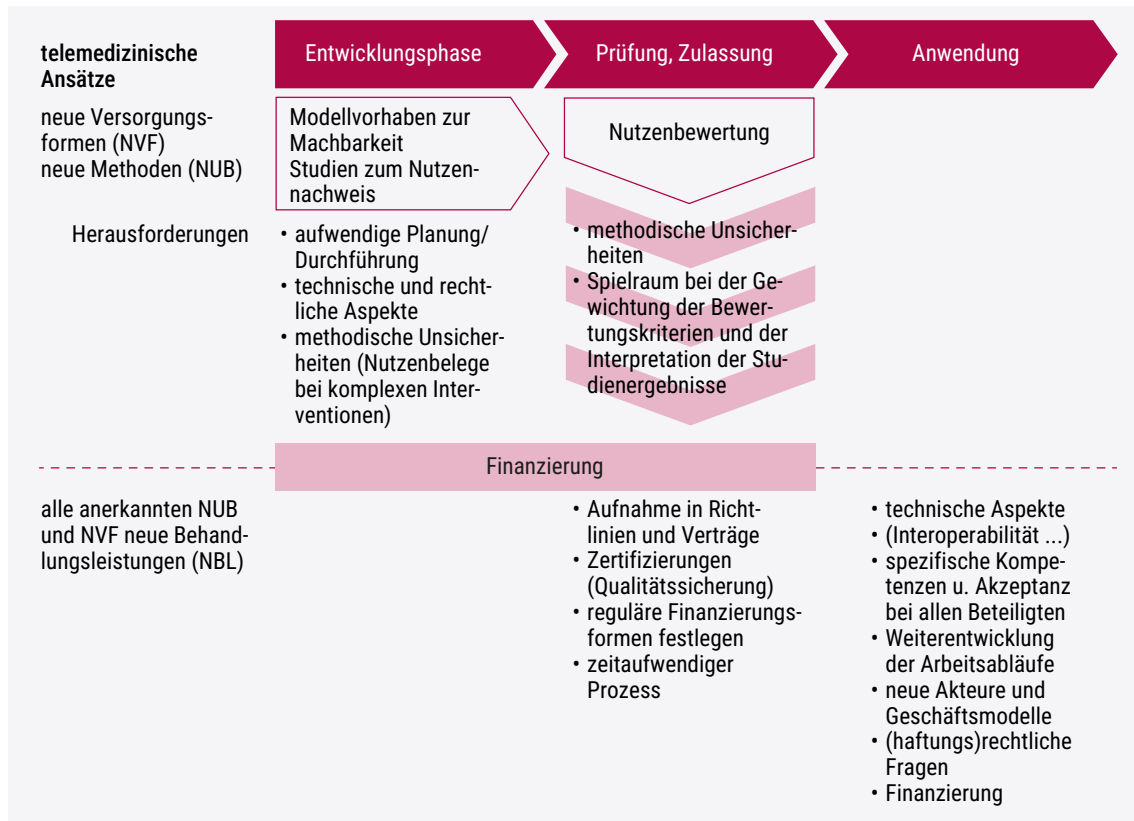 telemedizinische
Ansätze
Entwicklungsphase
Prüfung, Zulassung
Anwendung
neue Versorgungs-
formen (NVF)
neue Methoden (NUB)
Modellvorhaben zur
Machbarkeit
Studien zum Nutzen-
nachweis
Nutzenbewertung
Herausforderungen
• aufwendige Planung/
Durchführung
• technische und recht-
liche Aspekte
• methodische Unsicher-
heiten (Nutzenbelege
bei komplexen Inter-
ventionen)
• methodische Unsicher-
heiten
• Spielraum bei der Ge-
wichtung der Bewer-
tungskriterien und der
Interpretation der Stu-
dienergebnisse
Finanzierung
alle anerkannten NUB
und NVF neue Behand-
lungsleistungen (NBL)
• Aufnahme in Richt-
linien und Verträge
• Zertifizierungen
(Qualitätssicherung)
• reguläre Finanzierungs-
formen festlegen
• zeitaufwendiger
Prozess
• technische Aspekte
• (Interoperabilität ...)
• spezifische Kompe-
tenzen u. Akzeptanz
bei allen Beteiligten
• Weiterentwicklung
der Arbeitsabläufe
• neue Akteure und
Geschäftsmodelle
• (haftungs)rechtliche
Fragen
• Finanzierung